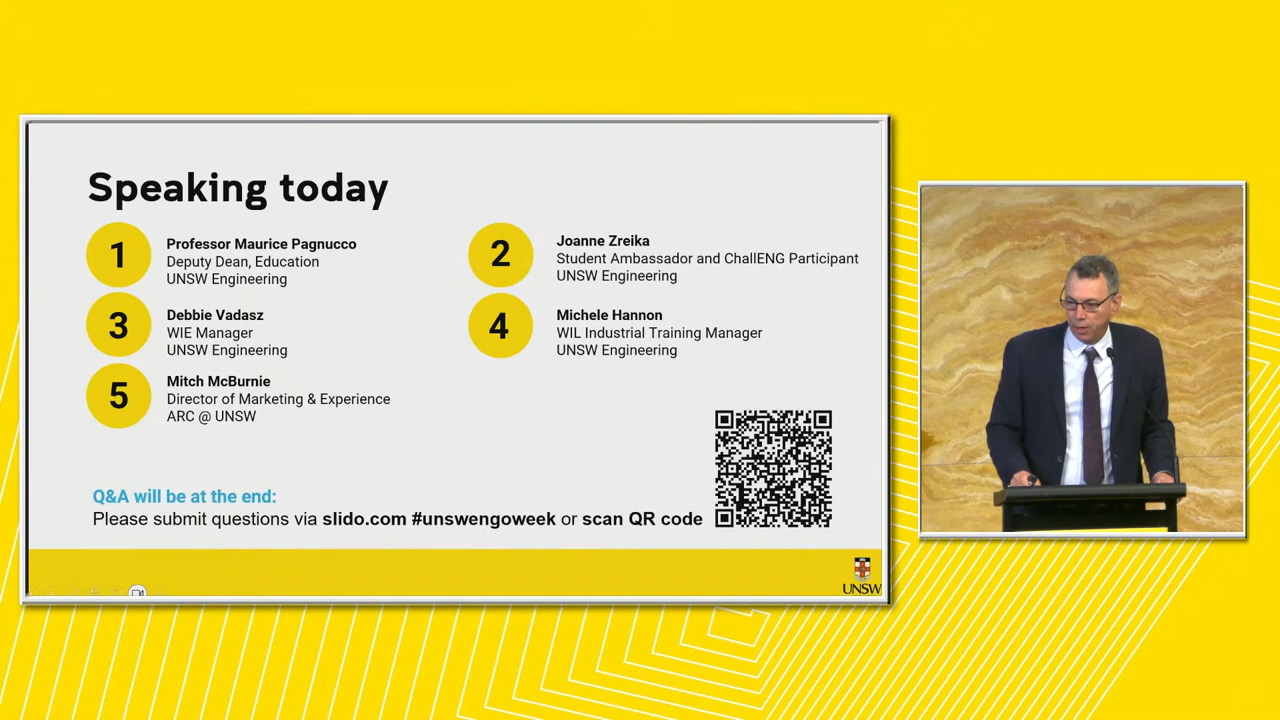 Speaking today
1
Professor Maurice Pagnucco
Deputy Dean, Education
UNSW Engineering
2
Joanne Zreika
Student Ambassador and ChallENG Participant
UNSW Engineering
3
Debbie Vadasz
WIE Manager
UNSW Engineering
4
Michele Hannon
WIL Industrial Training Manager
UNSW Engineering
5
Mitch McBurnie
Director of Marketing & Experience
ARC @ UNSW
Q&A will be at the end:
Please submit questions via slido.com #unswengoweek or scan QR code
UNSW